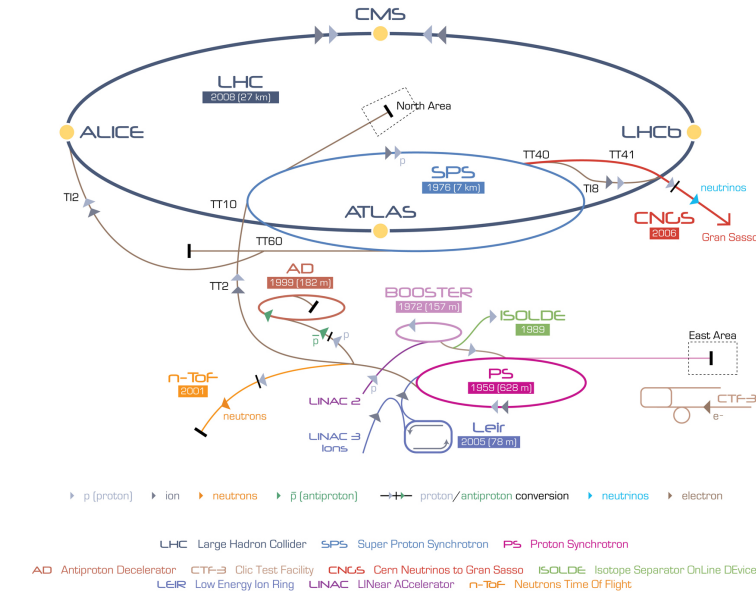 CMS
LHC
2008 (27 km)
North Area
ALICE
LHCb
TT40
TT41
p
SPS
1976 (7 km)
TI8
neutrinos
TI2
TT10
ATLAS
CNGS
2006
Gran Sasso
TT60
AD
1999 (182 m)
TT2
BOOSTER
1972 (157 m)
ISOLDE
1989
p̅
p
East Area
n-ToF
2001
PS
1959 (628 m)
p
LINAC 2
neutrons
CTF-3
e-
LINAC 3
Ions
Leir
2005 (78 m)
p (proton)
ion
neutrons
p̅ (antiproton)
proton/antiproton conversion
neutrinos
electron
LHC Large Hadron Collider SPS Super Proton Synchrotron PS Proton Synchrotron
AD Antiproton Decelerator CTF-3 Clic Test Facility CNGS Cern Neutrinos to Gran Sasso ISOLDE Isotope Separator OnLine DEvice
LEIR Low Energy Ion Ring LINAC LINear ACcelerator n-ToF Neutrons Time Of Flight